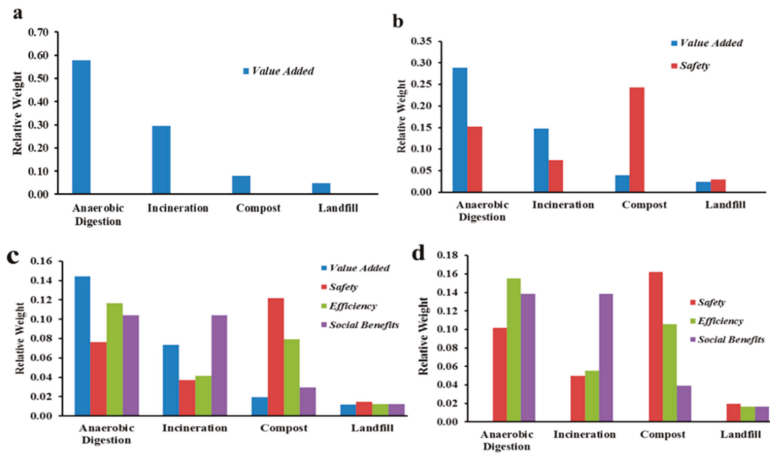 a
0.70
0.60
0.50
0.40
0.30
0.20
0.10
0.00
Relative Weight
Value Added
Anaerobic
Digestion
Incineration
Compost
Landfill
b
0.35
0.30
0.25
0.20
0.15
0.10
0.05
0.00
Relative Weight
Value Added
Safety
Anaerobic
Digestion
Incineration
Compost
Landfill
c
0.16
0.14
0.12
0.10
0.08
0.06
0.04
0.02
0.00
Relative Weight
Value Added
Safety
Efficiency
Social Benefits
Anaerobic
Digestion
Incineration
Compost
Landfill
d
0.18
0.16
0.14
0.12
0.10
0.08
0.06
0.04
0.02
0.00
Relative Weight
Safety
Efficiency
Social Benefits
Anaerobic
Digestion
Incineration
Compost
Landfill